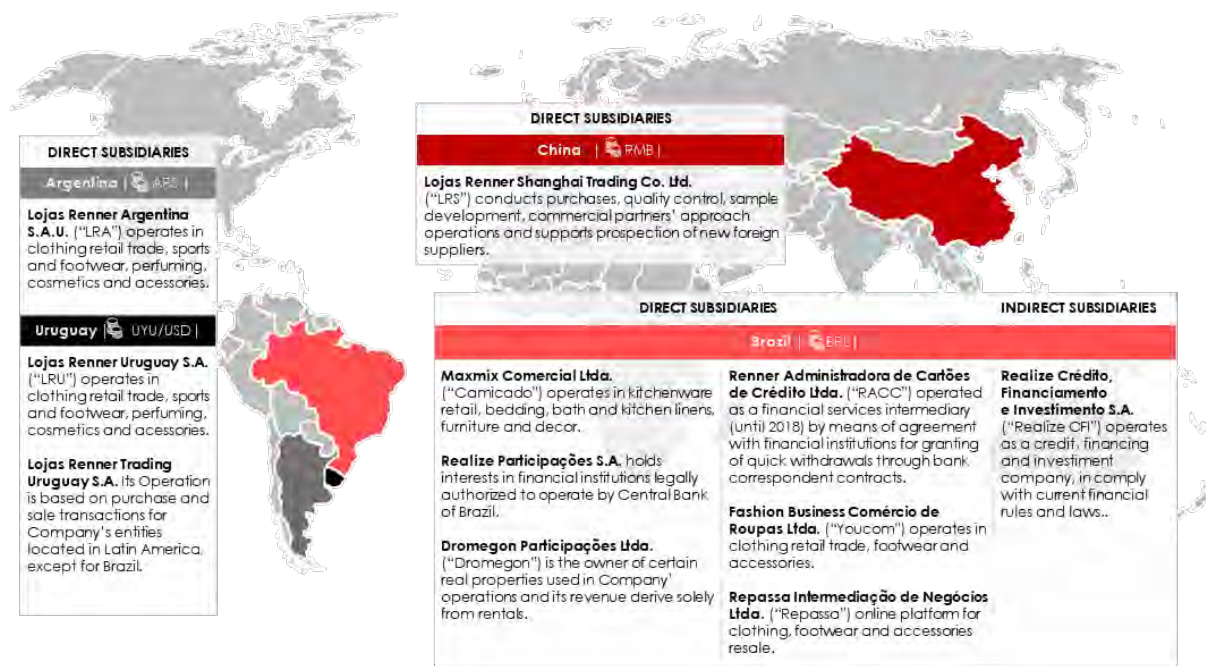 DIRECT SUBSIDIARIES
Argentina | ARS |
Lojas Renner Argentina
S.A.U. (“LRA”) operates in
clothing retail trade, sports
and footwear, perfuming,
cosmetics and acessories.
Uruguay | UYU/USD |
Lojas Renner Uruguay S.A.
(“LRU”) operates in
clothing retail trade, sports
and footwear, perfuming,
cosmetics and acessories.
Lojas Renner Trading
Uruguay S.A. its Operation
is based on purchase and
sale transactions for
Company’s entities
located in Latin America,
except for Brazil.
DIRECT SUBSIDIARIES
China | RMB |
Lojas Renner Shanghai Trading Co. Ltd.
(“LRS”) conducts purchases, quality control, sample
development, commercial partners’ approach
operations and supports prospection of new foreign
suppliers.
DIRECT SUBSIDIARIES
INDIRECT SUBSIDIARIES
Brazil | BRL |
Maxmix Comercial Ltda.
(“Camicado”) operates in kitchenware
retail, bedding, bath and kitchen linens,
furniture and decor.
Realize Participações S.A. holds
interests in financial institutions legally
authorized to operate by Central Bank
of Brazil.
Dromegon Participações Ltda.
(“Dromegon”) is the owner of certain
real properties used in Company’
operations and its revenue derive solely
from rentals.
Renner Administradora de Cartões
de Crédito Ltda. (“RACC”) operated
as a financial services intermediary
(until 2018) by means of agreement
with financial institutions for granting
of quick withdrawals through bank
correspondent contracts.
Fashion Business Comércio de
Roupas Ltda. (“Youcom”) operates in
clothing retail trade, footwear and
accessories.
Repassa Intermediação de Negócios
Ltda. (“Repassa”) online platform for
clothing, footwear and accessories
resale.
Realize Crédito,
Financiamento
e Investimento S.A.
(“Realize CFI”) operates
as a credit, financing
and investiment
company, in comply
with current financial
rules and laws..